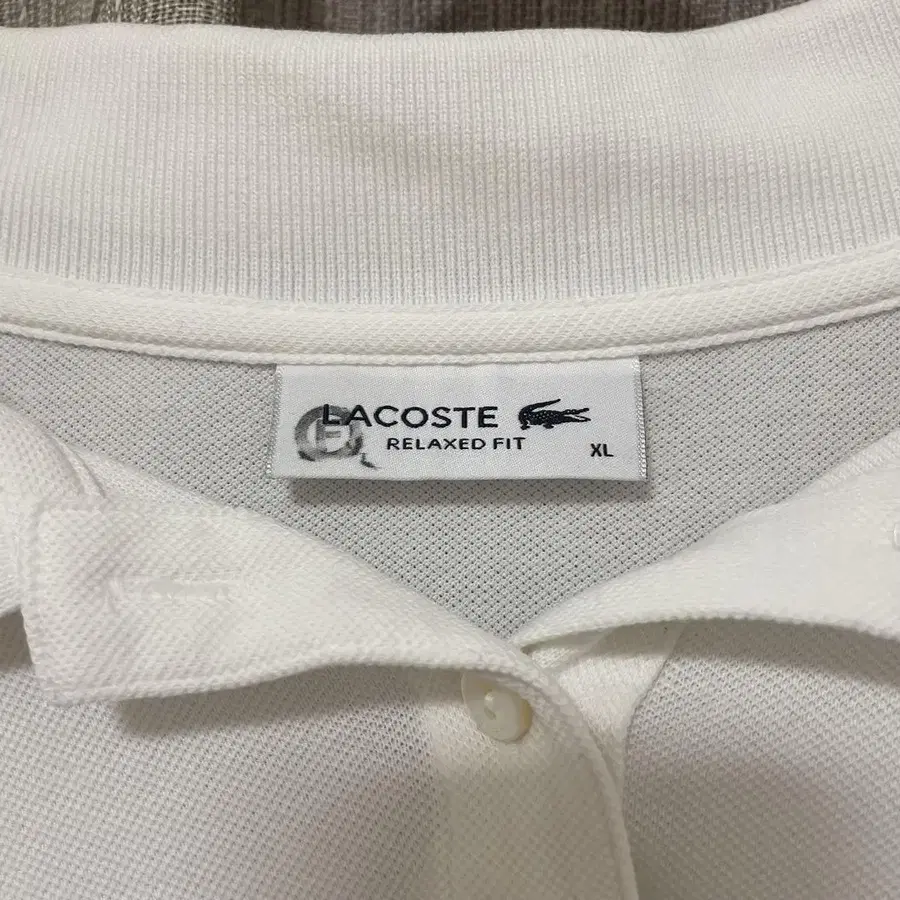 LACOSTE
RELAXED FIT
XL